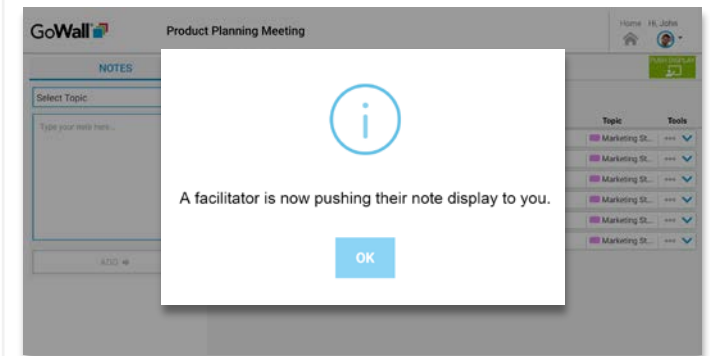 GoWall
Product Planning Meeting
Home Hi, John
NOTES
PUSH DISPLAY
Select Topic
Type your note here...
Topic Tools
Marketing St...
Marketing St...
Marketing St...
Marketing St...
Marketing St...
Marketing St...
A facilitator is now pushing their note display to you.
OK
ADD